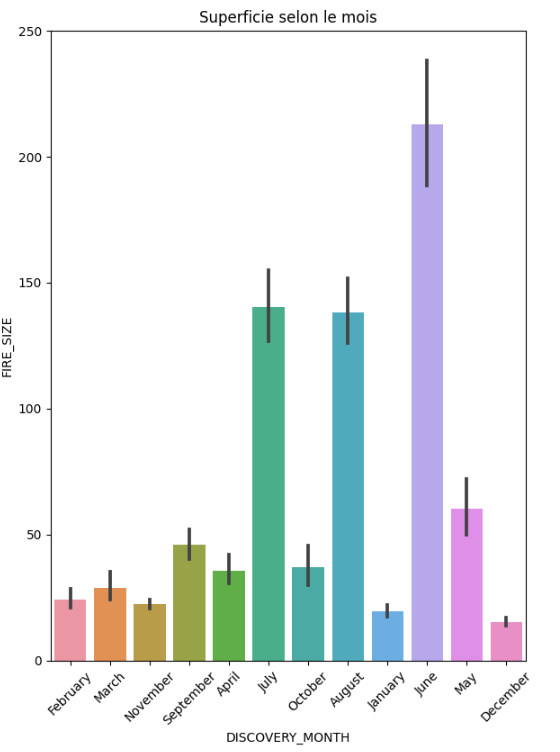 Superficie selon le mois
FIRE_SIZE
250
200
150
100
50
0
February
March
November
September
April
July
October
August
January
June
May
December
DISCOVERY_MONTH